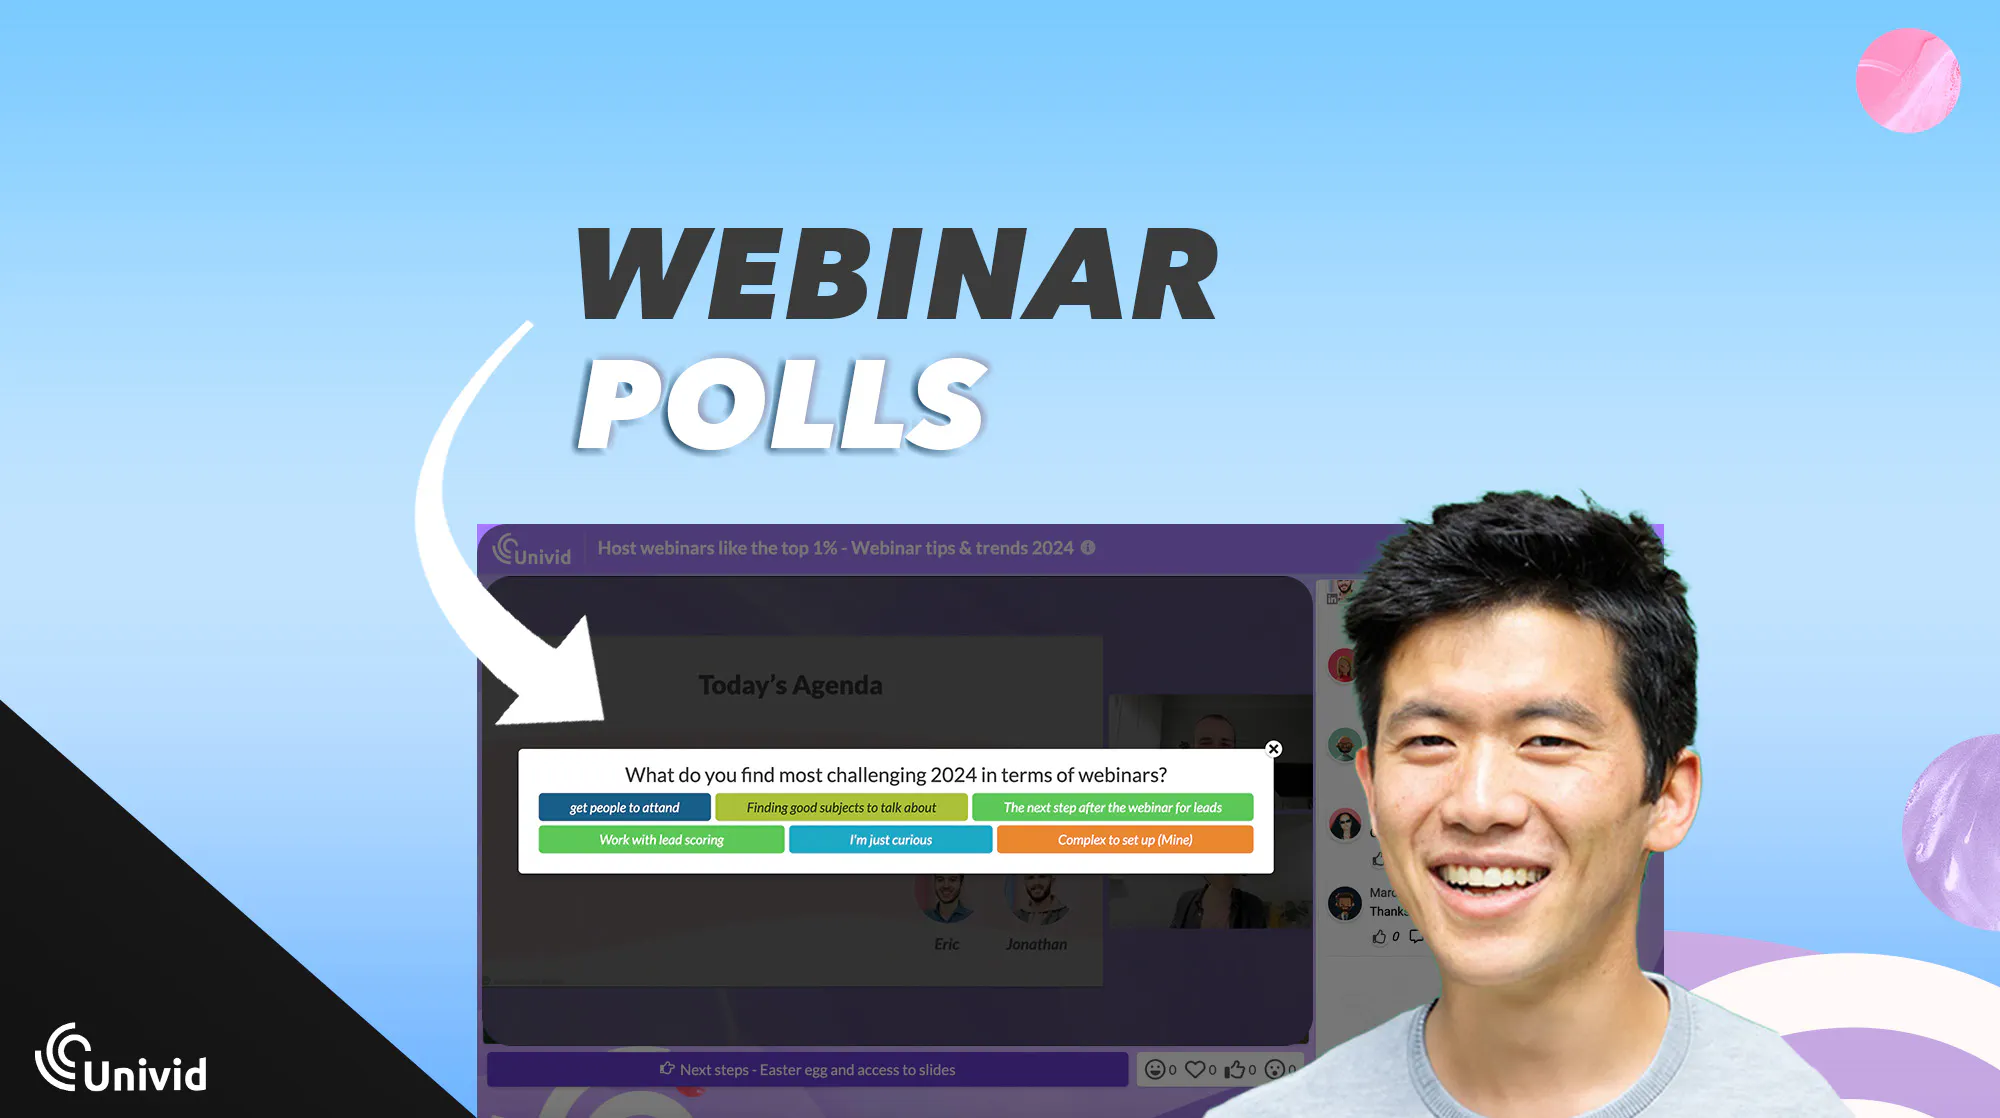 WEBINAR
POLLS
Univid
Host webinars like the top 1% - Webinar tips & trends 2024
Today's Agenda
What do you find most challenging 2024 in terms of webinars?
get people to attand
Finding good subjects to talk about
The next step after the webinar for leads
Work with lead scoring
I'm just curious
Complex to set up (Mine)
Eric
Jonathan
Thanks
0
Next steps - Easter egg and access to slides
0
0
0
0
Univid